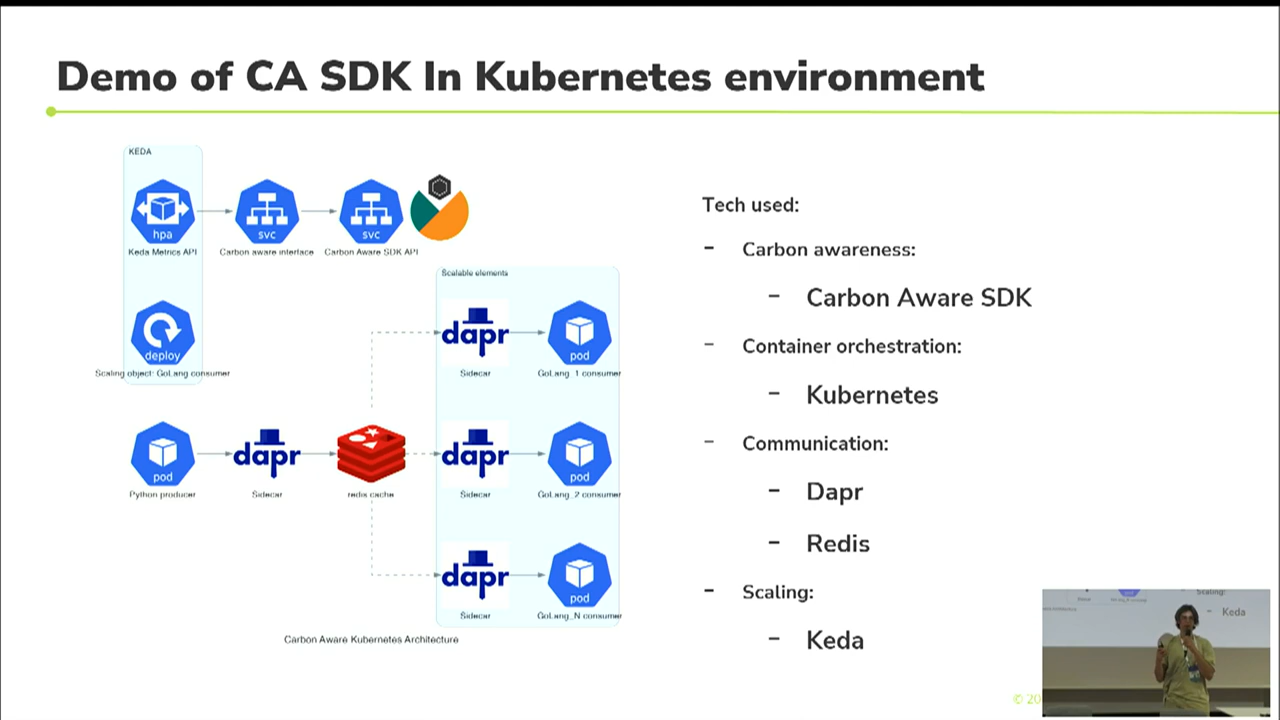 Demo of CA SDK In Kubernetes environment
KEDA
hpa
svc
svc
Keda Metrics API
Carbon aware interface
Carbon Aware SDK API
deploy
Scaling object: GoLang consumer
Scalable elements
dapr
pod
Sidecar
GoLang_1 consumer
pod
dapr
dapr
pod
Python producer
Sidecar
redis cache
Sidecar
GoLang_2 consumer
dapr
pod
Sidecar
GoLang_N consumer
Carbon Aware Kubernetes Architecture
Tech used:
- Carbon awareness:
- Carbon Aware SDK
- Container orchestration:
- Kubernetes
- Communication:
- Dapr
- Redis
- Scaling:
- Keda
© 20
Scaling:
- Keda